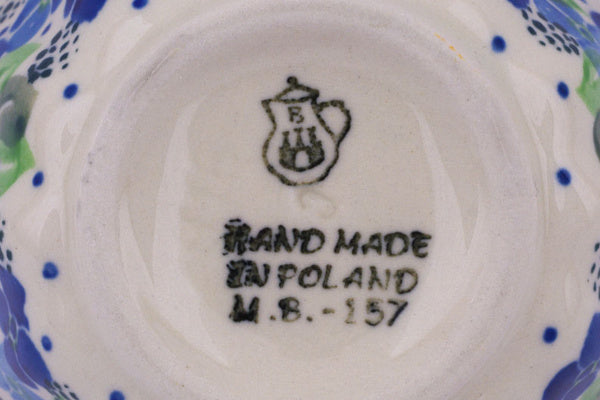 B
HAND MADE
IN POLAND
M.B.-157